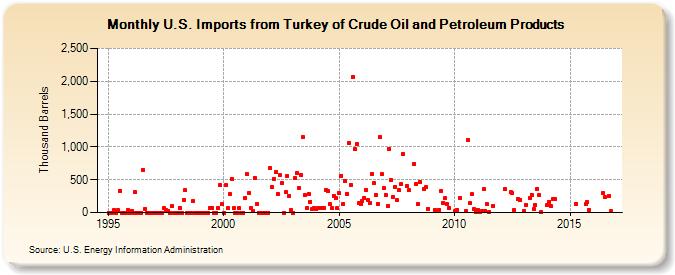 Monthly U.S. Imports from Turkey of Crude Oil and Petroleum Products
Thousand Barrels
2,500
2,000
1,500
1,000
500
0
1995 2000 2005 2010 2015
Source: U.S. Energy Information Administration